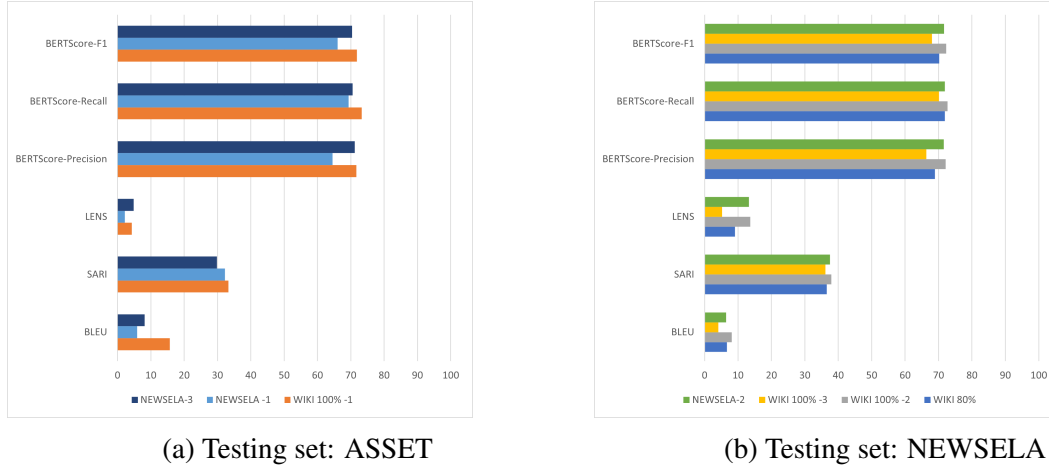 BERTScore-F1
BERTScore-Recall
BERTScore-Precision
LENS
SARI
BLEU
0 10 20 30 40 50 60 70 80 90 100
NEWSELA-3 NEWSELA -1 WIKI 100% -1
(a) Testing set: ASSET
BERTScore-F1
BERTScore-Recall
BERTScore-Precision
LENS
SARI
BLEU
0 10 20 30 40 50 60 70 80 90 100
NEWSELA-2 WIKI 100% -3 WIKI 100% -2 WIKI 80%
(b) Testing set: NEWSELA